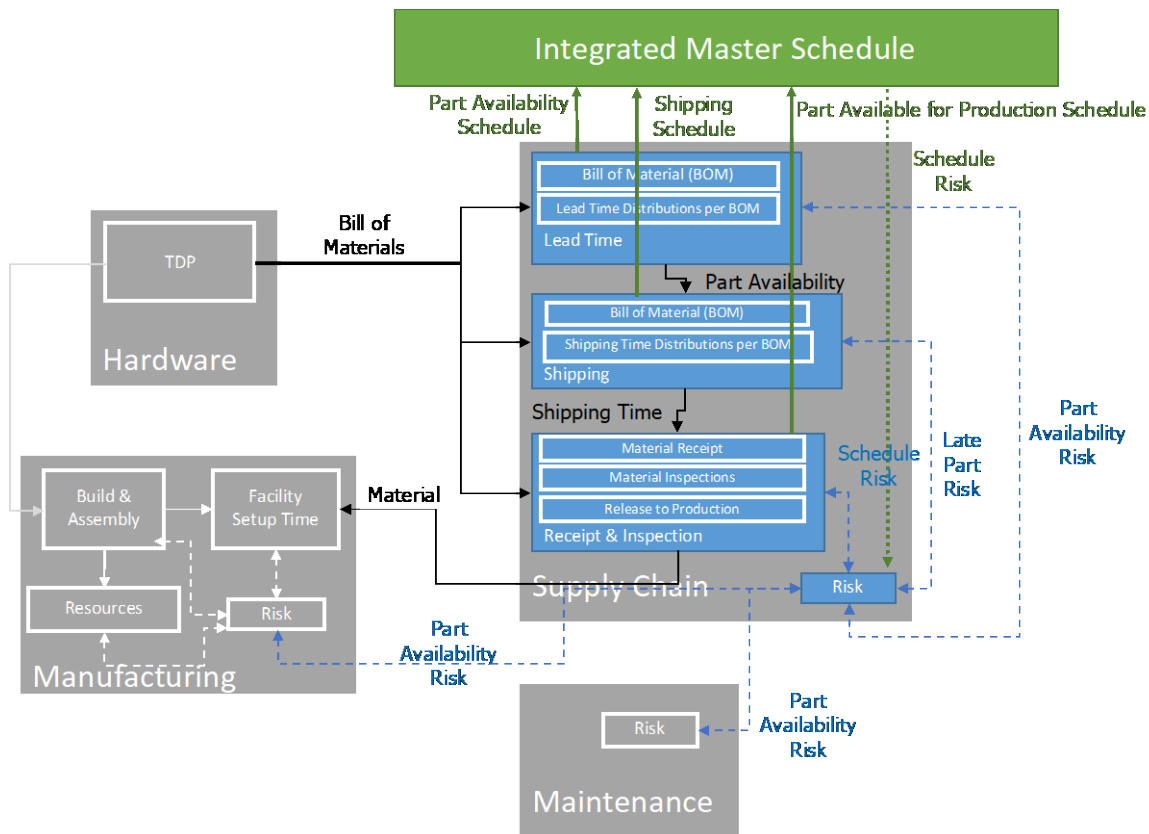 Integrated Master Schedule
Part Availability
Schedule
Shipping
Schedule
Part Available for Production Schedule
Schedule
Risk
Bill of Material (BOM)
Lead Time Distributions per BOM
Lead Time
Bill of
Materials
TDP
Hardware
Part Availability
Bill of Material (BOM)
Shipping Time Distributions per BOM
Shipping
Shipping Time
Material Receipt
Material Inspections
Release to Production
Receipt & Inspection
Schedule
Risk
Late
Part
Risk
Part
Availability
Risk
Supply Chain
Risk
Material
Build &
Assembly
Facility
Setup Time
Resources
Risk
Manufacturing
Part
Availability
Risk
Part
Availability
Risk
Risk
Maintenance